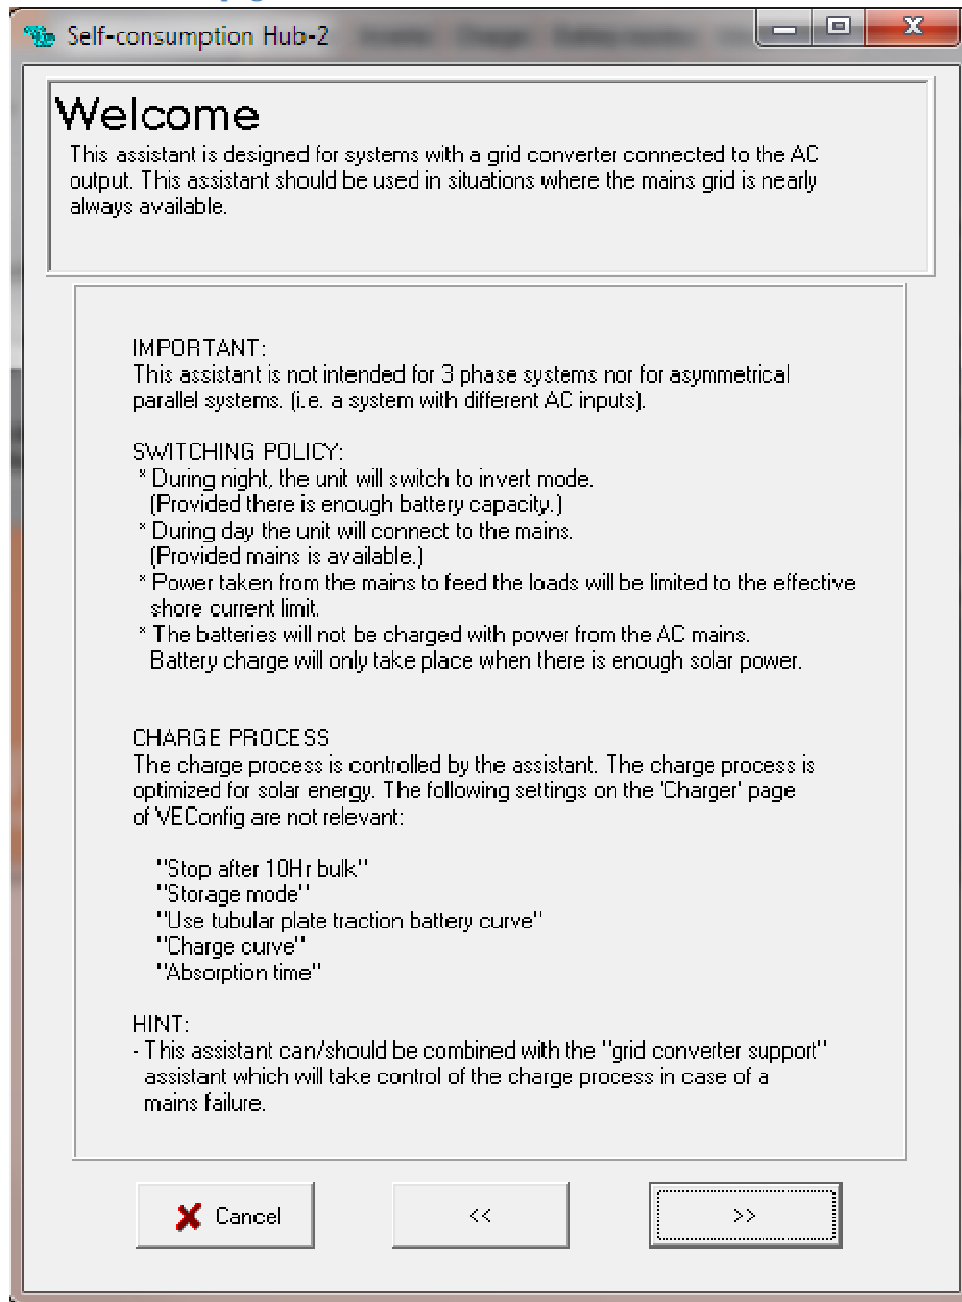 Self-consumption Hub-2
Welcome
This assistant is designed for systems with a grid converter connected to the AC
output. This assistant should be used in situations where the mains grid is nearly
always available.
IMPORTANT:
This assistant is not intended for 3 phase systems nor for asymmetrical
parallel systems. (i.e. a system with different AC inputs).
SWITCHING POLICY:
* During night, the unit will switch to invert mode.
(Provided there is enough battery capacity.)
* During day the unit will connect to the mains.
(Provided mains is available.)
* Power taken from the mains to feed the loads will be limited to the effective
shore current limit.
* The batteries will not be charged with power from the AC mains.
Battery charge will only take place when there is enough solar power.
CHARGE PROCESS
The charge process is controlled by the assistant. The charge process is
optimized for solar energy. The following settings on the 'Charger' page
of VEConfig are not relevant:
"Stop after 10Hr bulk"
"Storage mode"
"Use tubular plate traction battery curve"
"Charge curve"
"Absorption time"
HINT:
- This assistant can/should be combined with the "grid converter support"
assistant which will take control of the charge process in case of a
mains failure.
Cancel
<<
>>